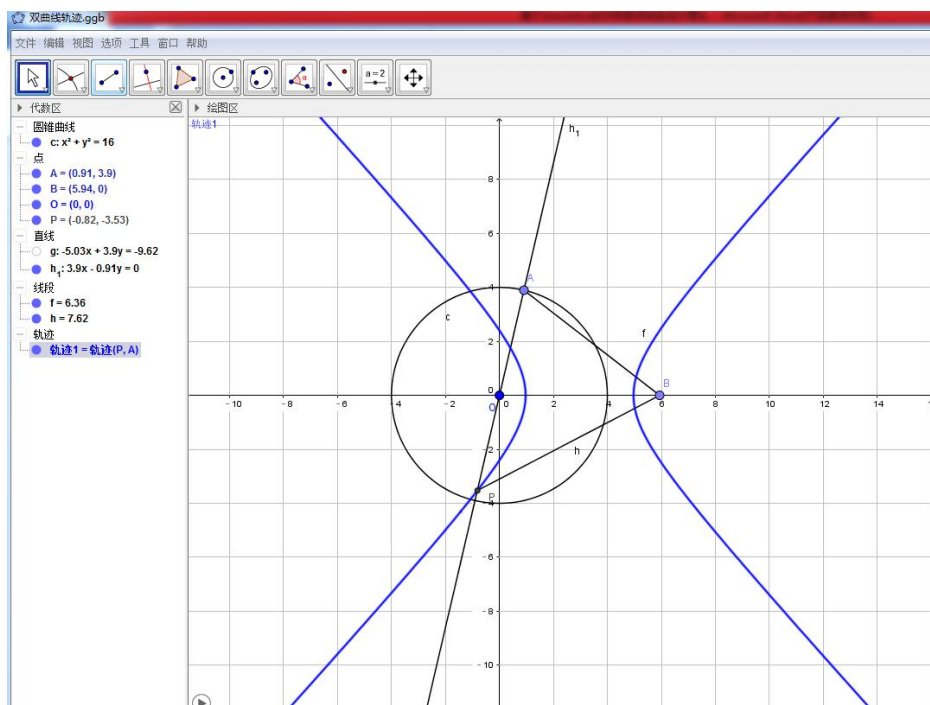 双曲线轨迹.ggb
文件 编辑 视图 选项 工具 窗口 帮助
a=2
代数区
绘图区
圆锥曲线
c: x² + y² = 16
点
A = (0.91, 3.9)
B = (5.94, 0)
O = (0, 0)
P = (-0.82, -3.53)
直线
g: -5.03x + 3.9y = -9.62
h₁: 3.9x - 0.91y = 0
线段
f = 6.36
h = 7.62
轨迹
轨迹1 = 轨迹(P, A)
轨迹1
h₁
8
6
4
A
c
f
2
B
0
-10 -8 -6 -4 -2 0 2 4 6 8 10 12 14 16
O
-2
h
P
-4
-6
-8
-10